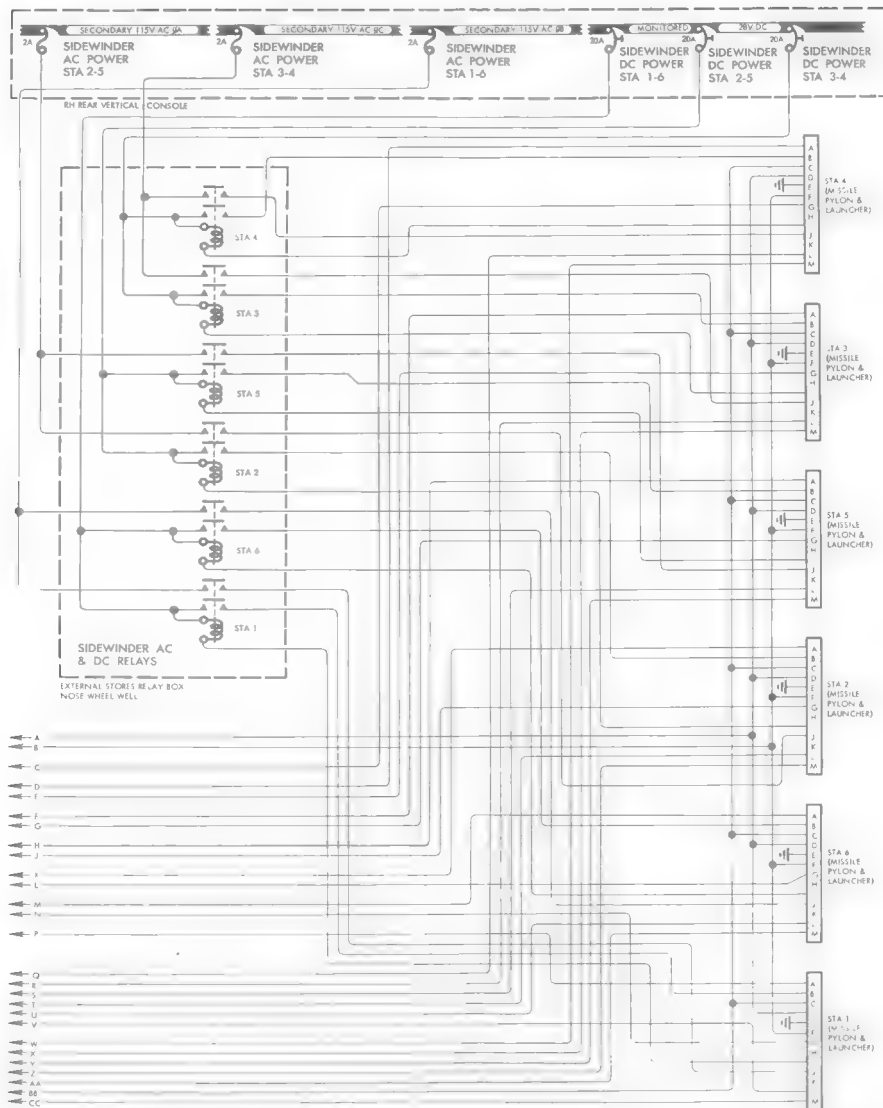 SECONDARY 115V AC ØA
SECONDARY 115V AC ØC
SECONDARY 115V AC ØB
MONITORED
28V DC
2A
SIDEWINDER
AC POWER
STA 2-5
2A
SIDEWINDER
AC POWER
STA 3-4
2A
SIDEWINDER
AC POWER
STA 1-6
20A
SIDEWINDER
DC POWER
STA 1-6
20A
SIDEWINDER
DC POWER
STA 2-5
20A
SIDEWINDER
DC POWER
STA 3-4
RH REAR VERTICAL CONSOLE
STA 4
STA 3
STA 5
STA 2
STA 6
STA 1
SIDEWINDER AC
& DC RELAYS
EXTERNAL STORES RELAY BOX
NOSE WHEEL WELL
A
B
C
D
E
F
G
H
J
K
L
M
N
P
Q
R
S
T
U
V
W
X
Y
Z
AA
BB
CC
A
B
C
D
E
F
G
H
J
K
L
M
STA 4
(MISSILE
PYLON &
LAUNCHER)
A
B
C
D
E
F
G
H
J
K
L
M
STA 3
(MISSILE
PYLON &
LAUNCHER)
A
B
C
D
E
F
G
H
J
K
L
M
STA 5
(MISSILE
PYLON &
LAUNCHER)
A
B
C
D
E
F
G
H
J
K
L
M
STA 2
(MISSILE
PYLON &
LAUNCHER)
A
B
C
D
E
F
G
H
J
K
L
M
STA 6
(MISSILE
PYLON &
LAUNCHER)
A
B
C
F
H
M
STA 1
(MISSILE
PYLON &
LAUNCHER)